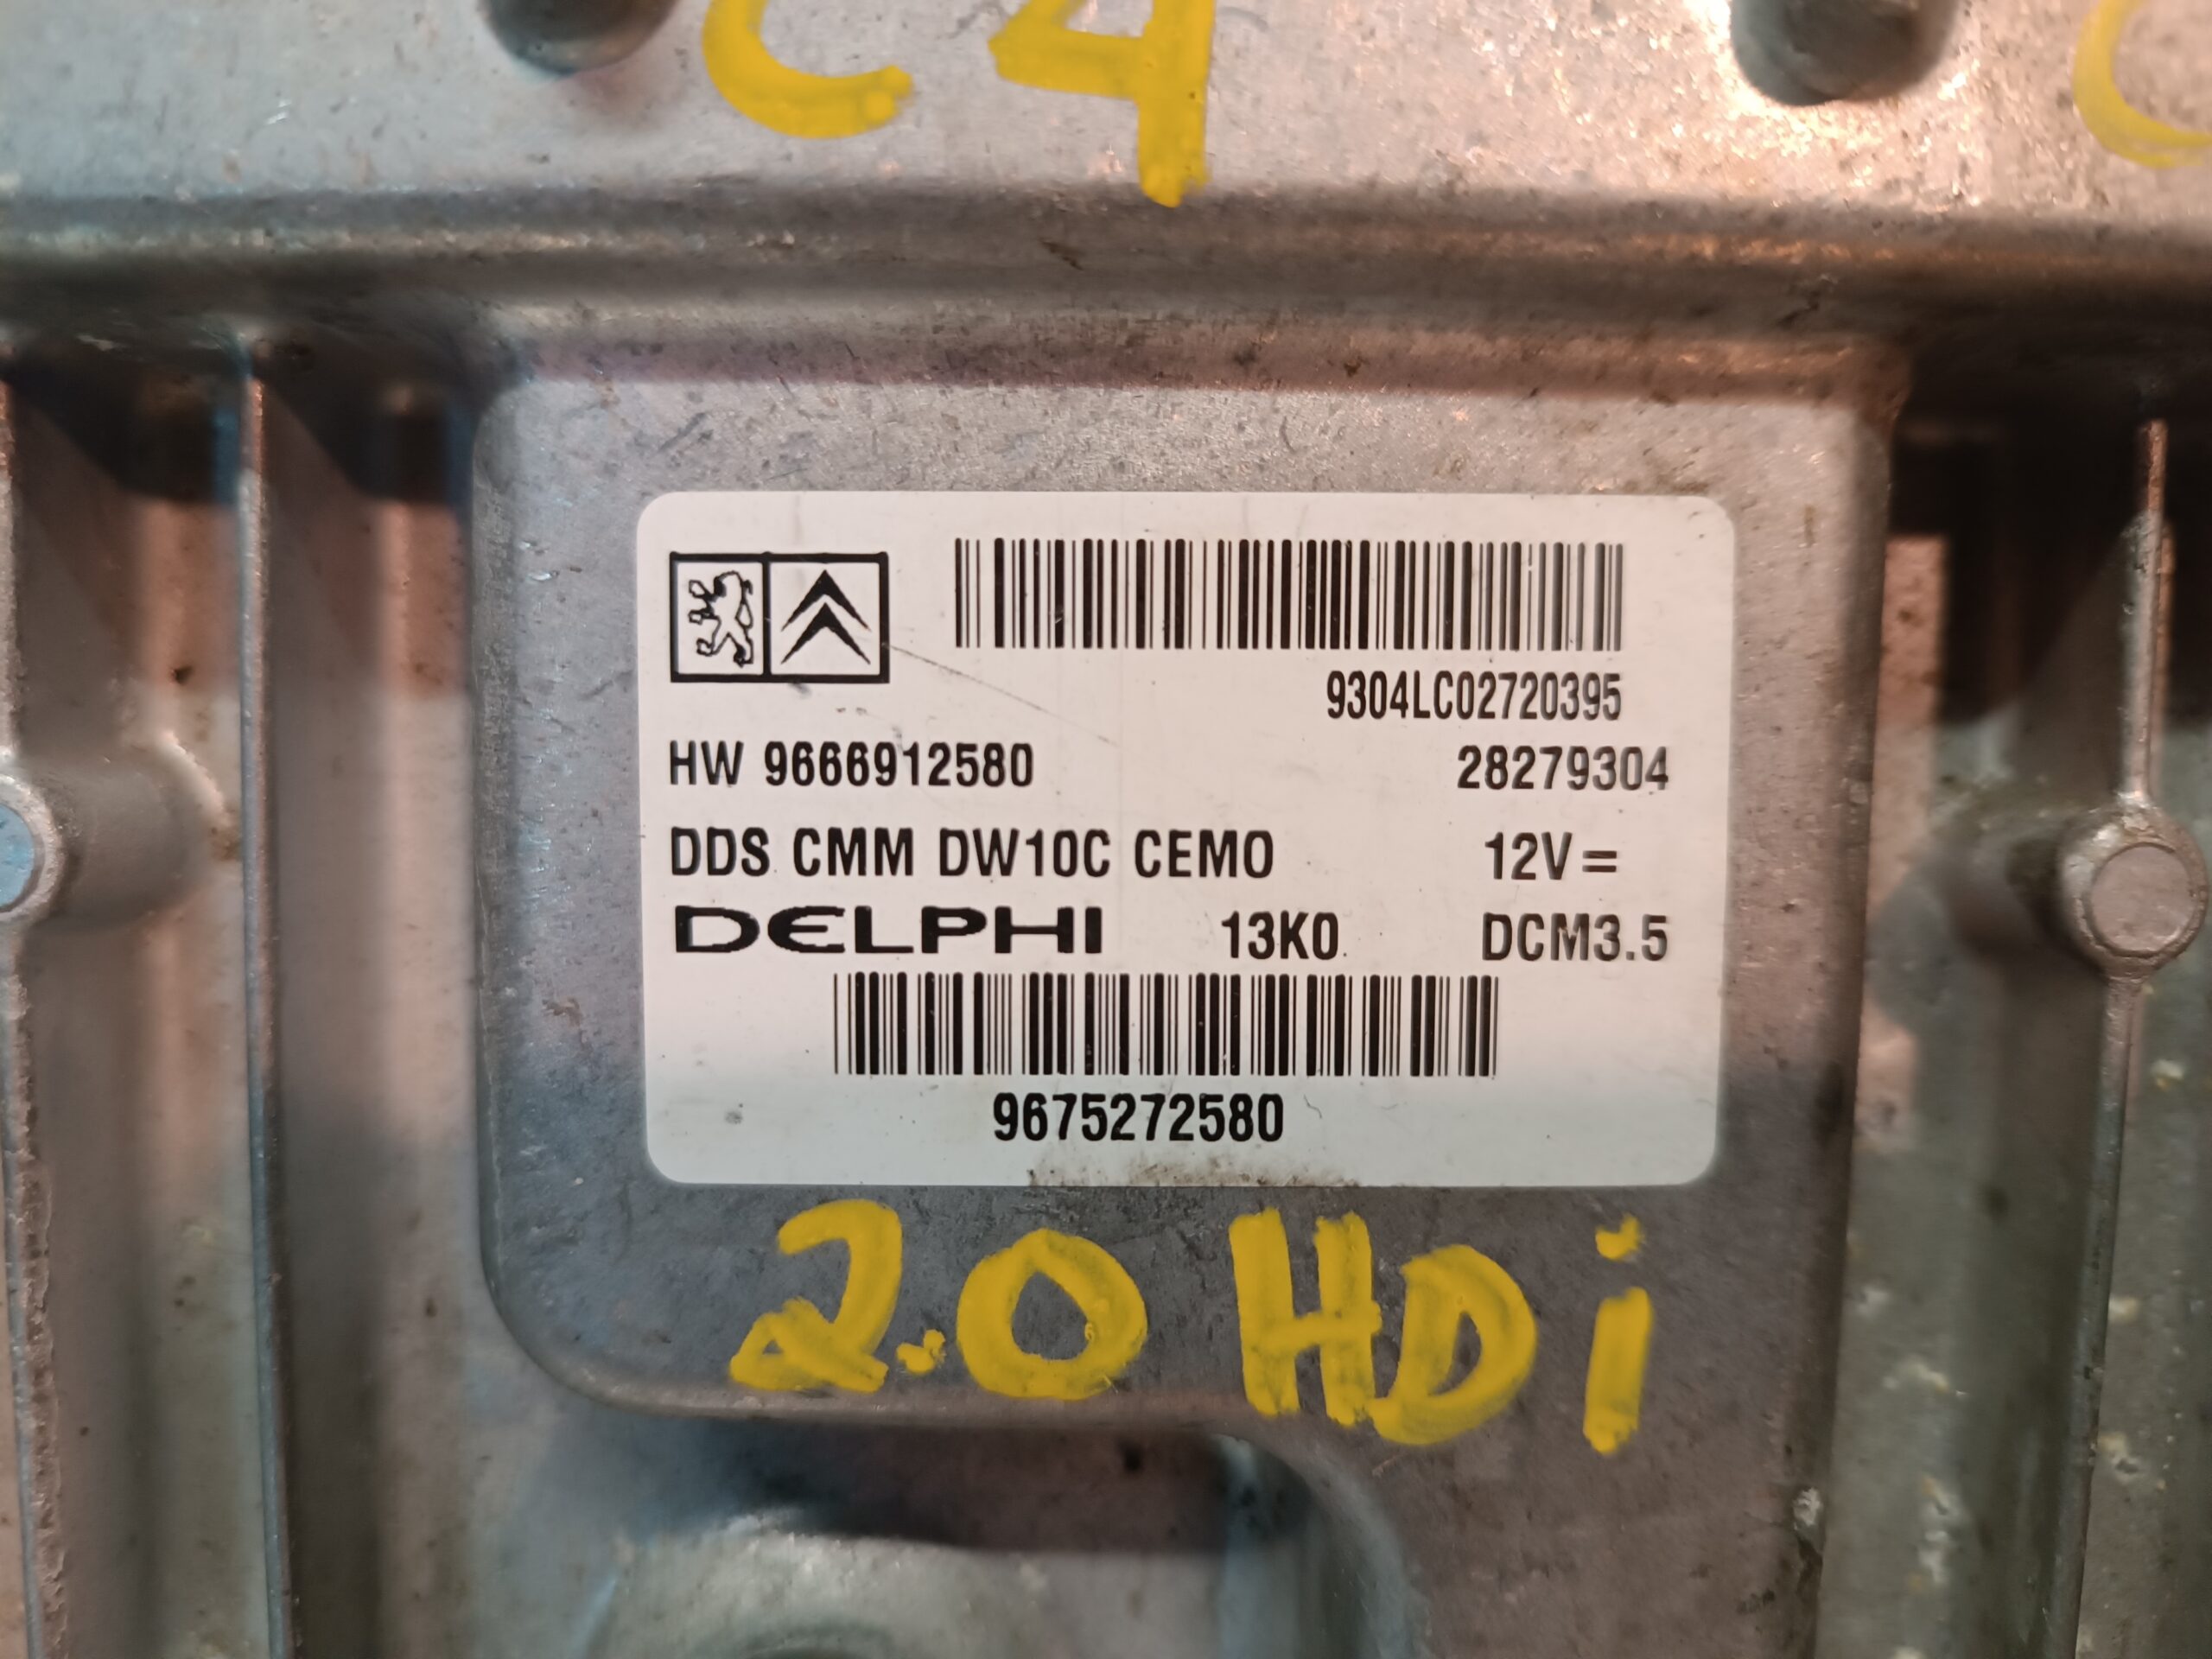 C4
9304LC02720395
HW 9666912580 28279304
DDS CMM DW10C CEMO 12V=
DELPHI 13K0 DCM3.5
9675272580
2.0 HDi